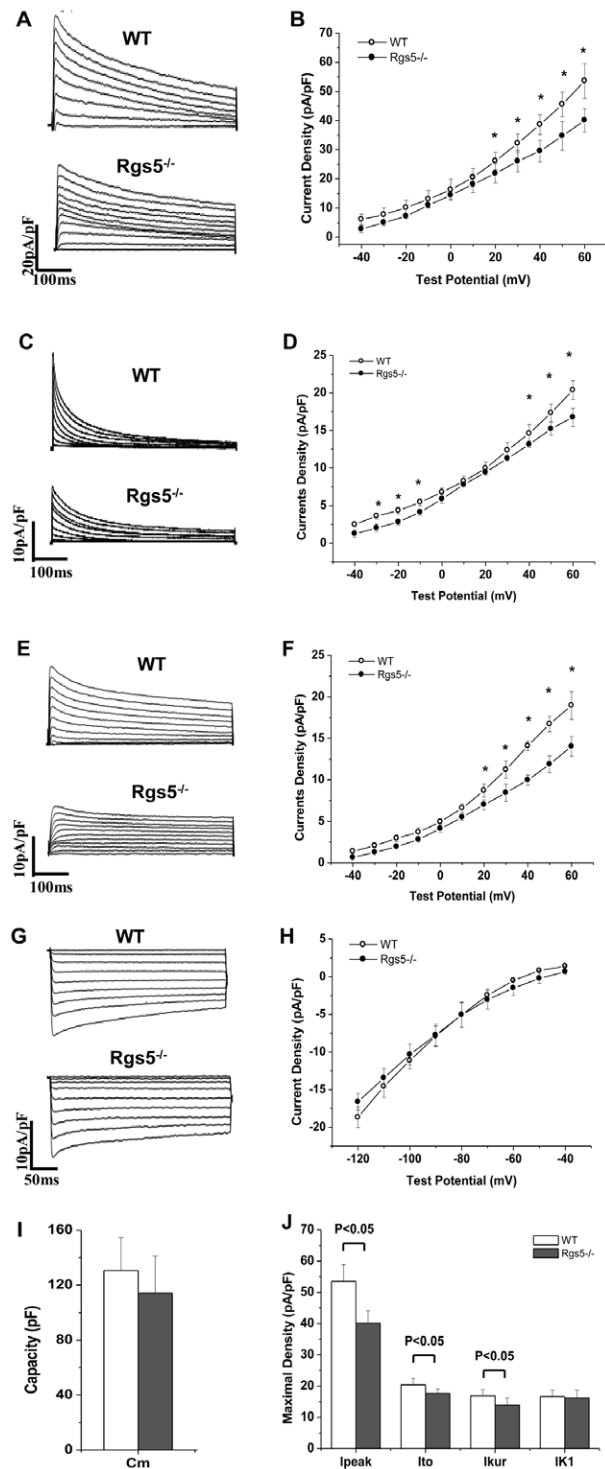 A
WT
Rgs5-/-
20pA/pF
100ms
B
WT
Rgs5-/-
70
60
50
40
30
20
10
0
Current Density (pA/pF)
* * * * *
-40 -20 0 20 40 60
Test Potential (mV)
C
WT
Rgs5-/-
10pA/pF
100ms
D
WT
Rgs5-/-
25
20
15
10
5
0
Currents Density (pA/pF)
* * * * * *
-40 -20 0 20 40 60
Test Potential (mV)
E
WT
Rgs5-/-
10pA/pF
100ms
F
WT
Rgs5-/-
25
20
15
10
5
0
Currents Density (pA/pF)
* * * * *
-40 -20 0 20 40 60
Test Potential (mV)
G
WT
Rgs5-/-
10pA/pF
50ms
H
WT
Rgs5-/-
5
0
-5
-10
-15
-20
Current Density (pA/pF)
-120 -100 -80 -60 -40
Test Potential (mV)
I
160
120
80
40
0
Capacity (pF)
Cm
J
WT
Rgs5-/-
P<0.05
P<0.05
P<0.05
70
60
50
40
30
20
10
0
Maximal Density (pA/pF)
Ipeak Ito Ikur IK1